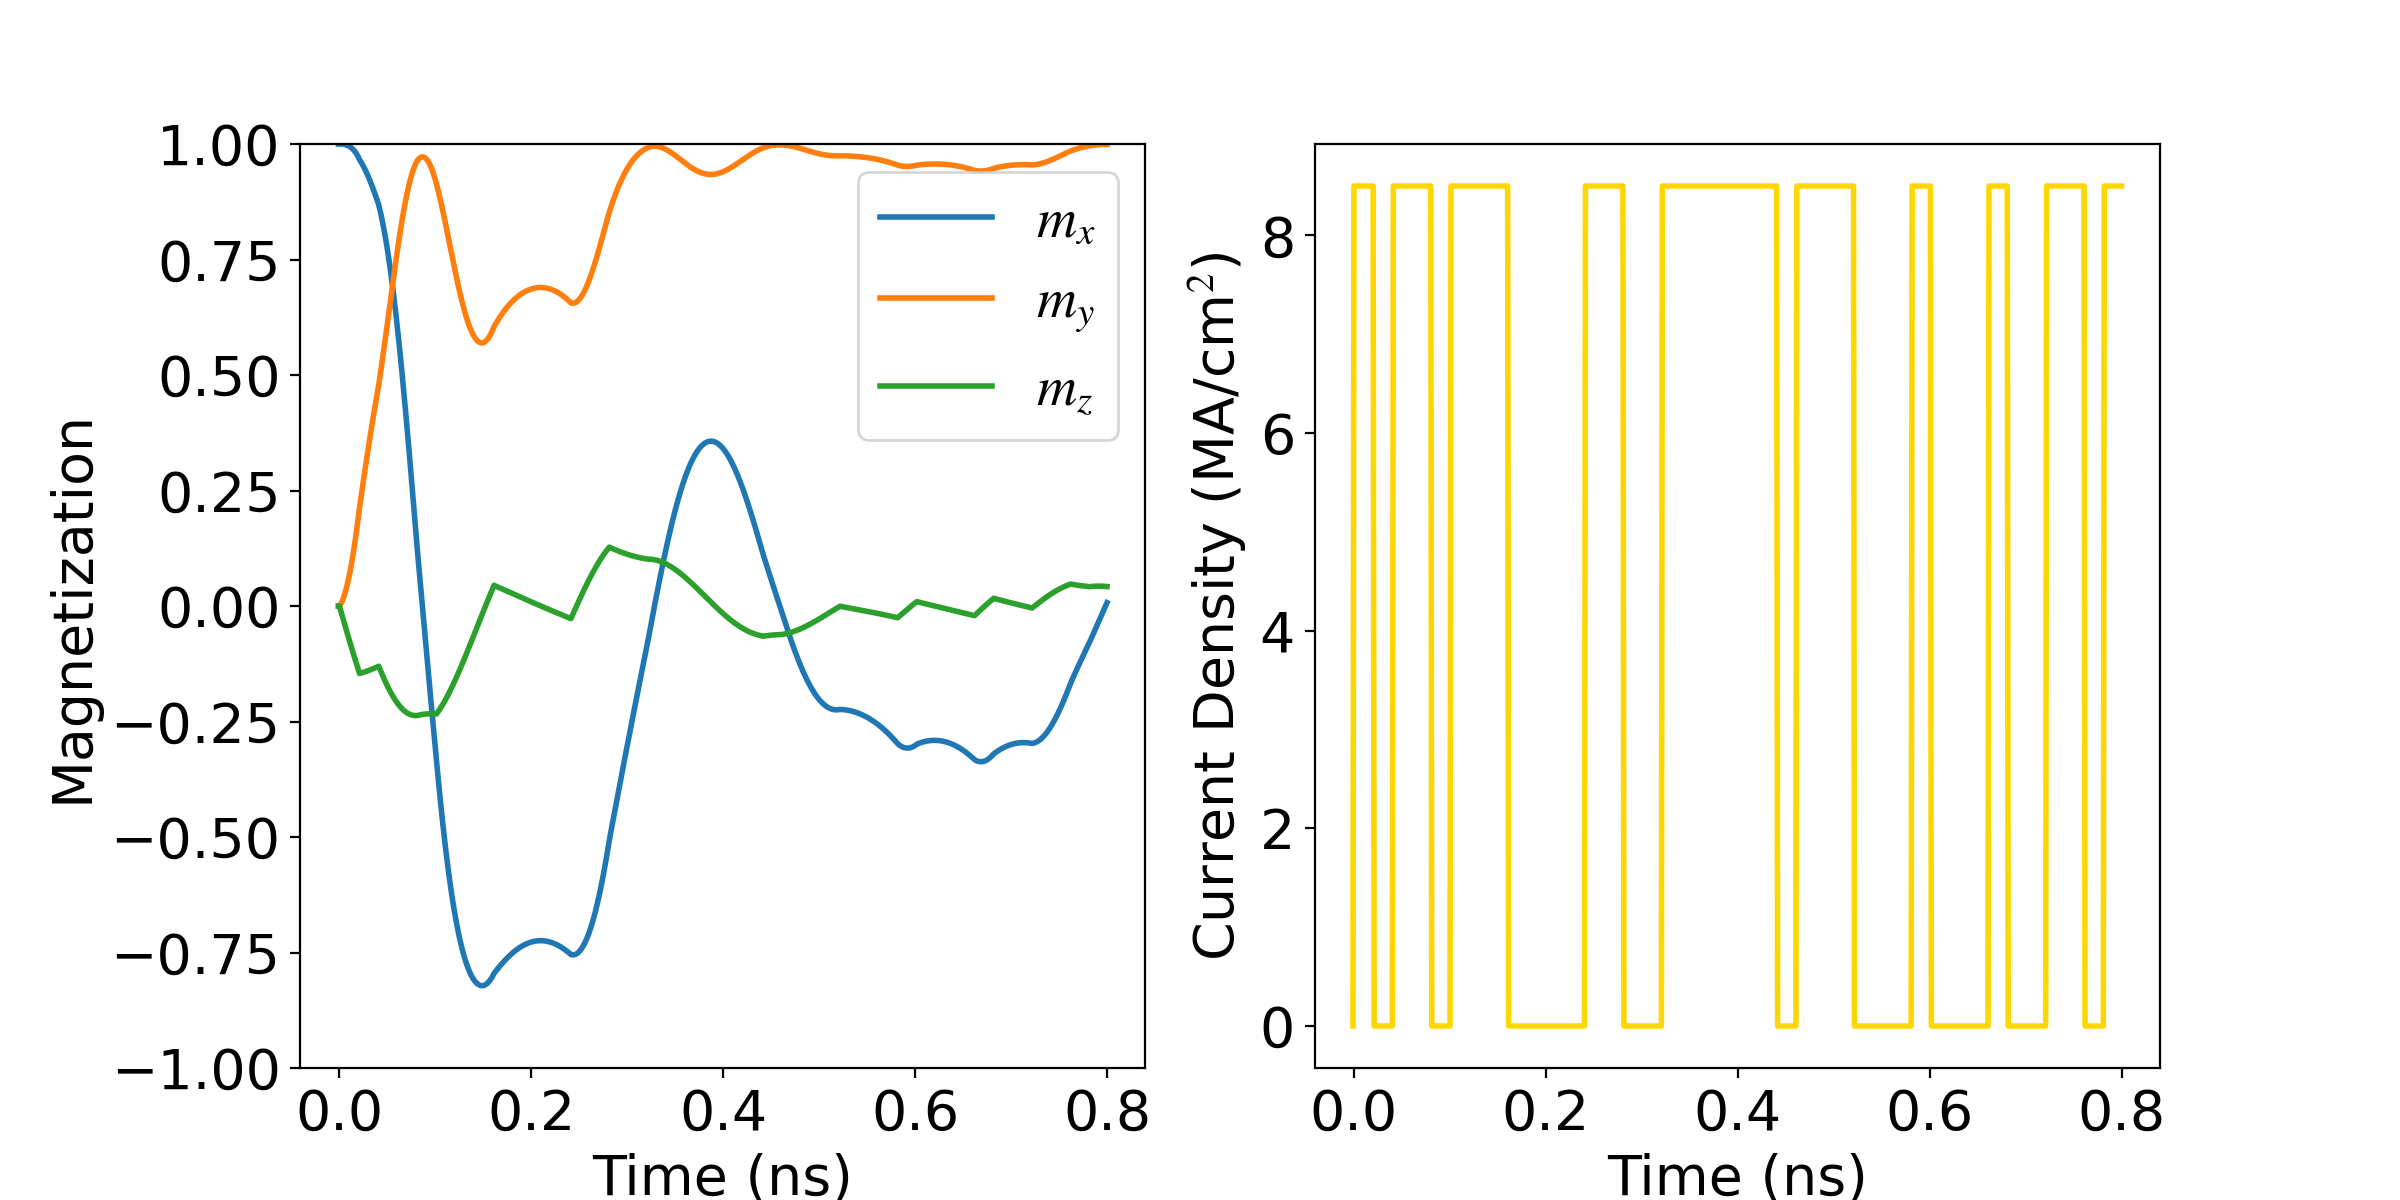 Magnetization
1.00
0.75
0.50
0.25
0.00
−0.25
−0.50
−0.75
−1.00
0.0 0.2 0.4 0.6 0.8
Time (ns)
m_x
m_y
m_z
Current Density (MA/cm²)
8
6
4
2
0
0.0 0.2 0.4 0.6 0.8
Time (ns)